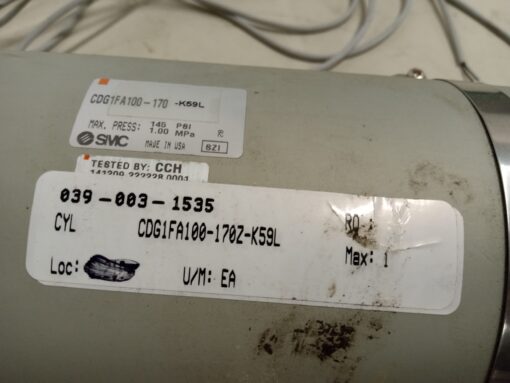 CDG1FA100-170 -K59L
MAX. PRESS: 145 PSI
1.00 MPa
SMC MADE IN USA SZI
TESTED BY: CCH
039-003-1535
CYL CDG1FA100-170Z-K59L
Max: 1
Loc: U/M: EA